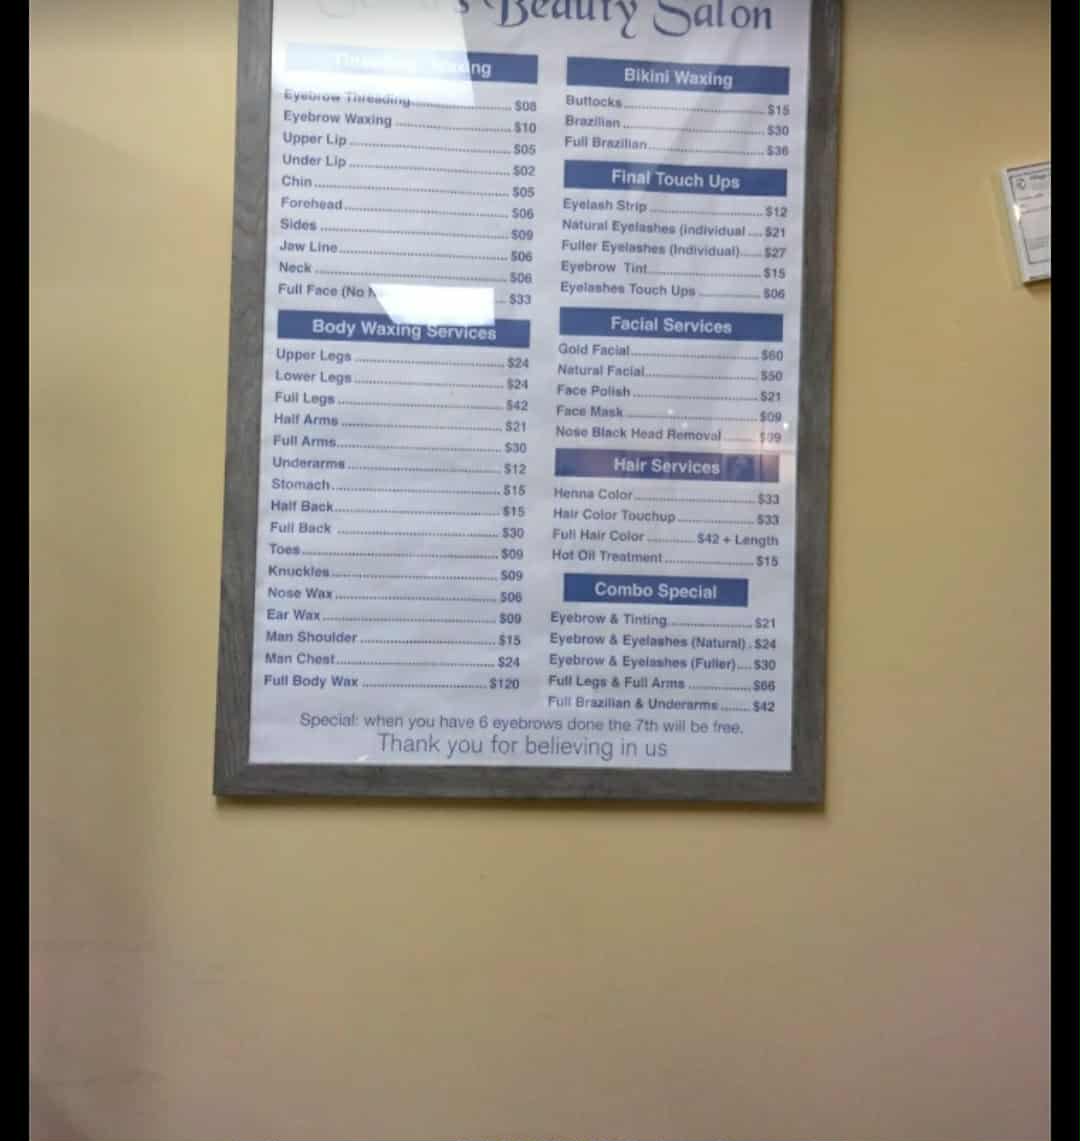 Beauty Salon
Eyebrow Threading $08
Eyebrow Waxing $10
Upper Lip $05
Under Lip $02
Chin $05
Forehead $06
Sides $09
Jaw Line $06
Neck $06
Full Face (No $33
Body Waxing Services
Upper Legs $24
Lower Legs $24
Full Legs $42
Half Arms $21
Full Arms $30
Underarms $12
Stomach $15
Half Back $15
Full Back $30
Toes $09
Knuckles $09
Nose Wax $06
Ear Wax $09
Man Shoulder $15
Man Chest $24
Full Body Wax $120
Bikini Waxing
Buttocks $15
Brazilian $30
Full Brazilian $36
Final Touch Ups
Eyelash Strip $12
Natural Eyelashes (individual $21
Fuller Eyelashes (Individual) $27
Eyebrow Tint $15
Eyelashes Touch Ups $06
Facial Services
Gold Facial $60
Natural Facial $50
Face Polish $21
Face Mask $09
Nose Black Head Removal $09
Hair Services
Henna Color $33
Hair Color Touchup $33
Full Hair Color $42 + Length
Hot Oil Treatment $15
Combo Special
Eyebrow & Tinting $21
Eyebrow & Eyelashes (Natural) $24
Eyebrow & Eyelashes (Fuller) $30
Full Legs & Full Arms $66
Full Brazilian & Underarms $42
Special: when you have 6 eyebrows done the 7th will be free.
Thank you for believing in us